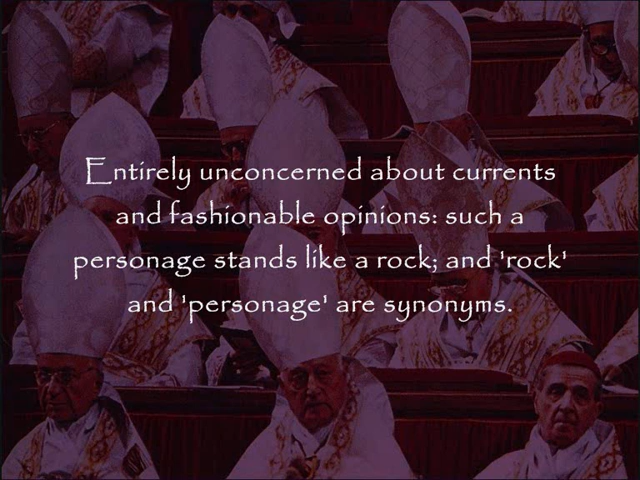 Entirely unconcerned about currents
and fashionable opinions: such a
personage stands like a rock; and 'rock'
and 'personage' are synonyms.